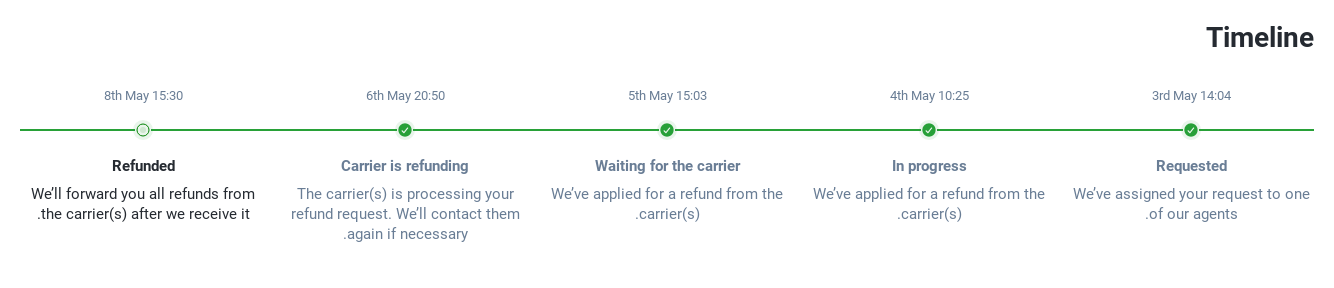 Timeline
3rd May 14:04
Requested
We’ve assigned your request to one
.of our agents
4th May 10:25
In progress
We’ve applied for a refund from the
.carrier(s)
5th May 15:03
Waiting for the carrier
We’ve applied for a refund from the
.carrier(s)
6th May 20:50
Carrier is refunding
The carrier(s) is processing your
refund request. We’ll contact them
.again if necessary
8th May 15:30
Refunded
We’ll forward you all refunds from
.the carrier(s) after we receive it